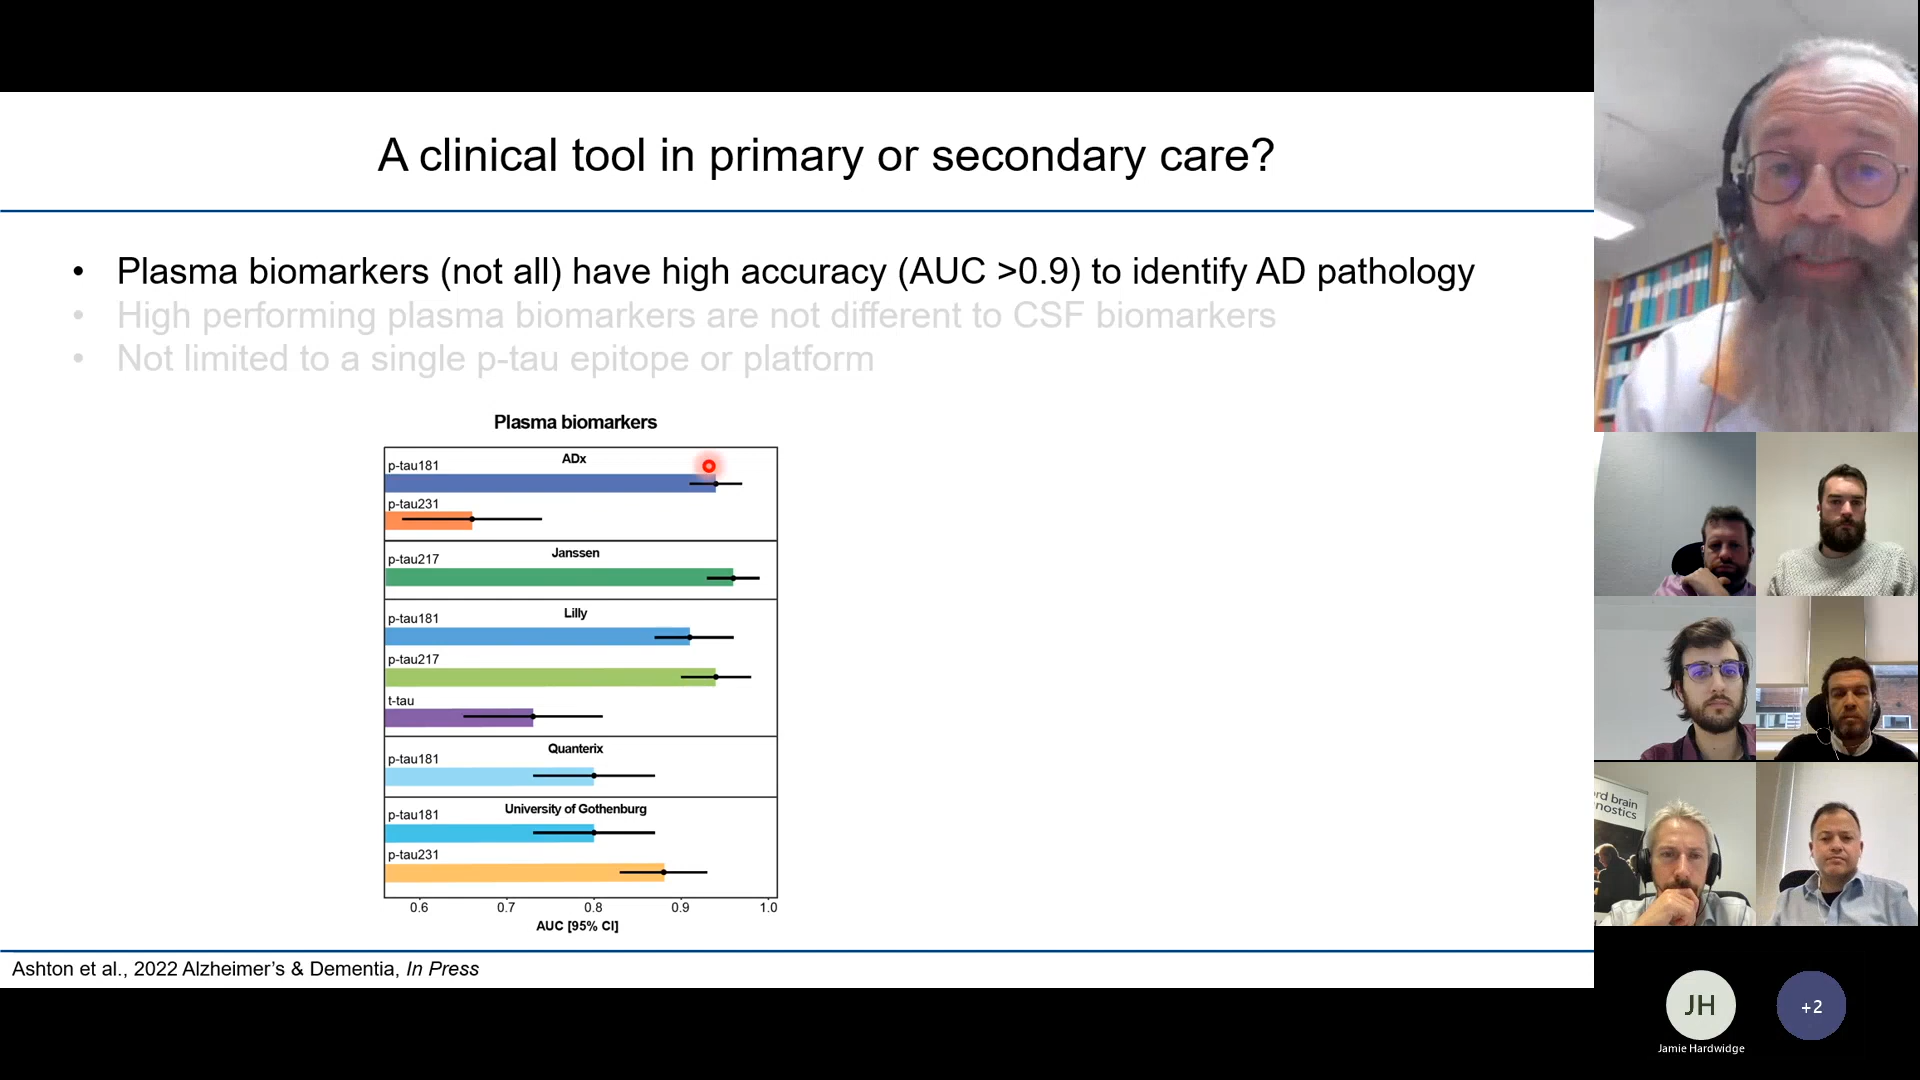 A clinical tool in primary or secondary care?
• Plasma biomarkers (not all) have high accuracy (AUC >0.9) to identify AD pathology
• High performing plasma biomarkers are not different to CSF biomarkers
• Not limited to a single p-tau epitope or platform
Plasma biomarkers
ADx
p-tau181
p-tau231
Janssen
p-tau217
Lilly
p-tau181
p-tau217
t-tau
Quanterix
p-tau181
University of Gothenburg
p-tau181
p-tau231
0.6 0.7 0.8 0.9 1.0
AUC [95% CI]
Ashton et al., 2022 Alzheimer's & Dementia, In Press
rd brain
nostics
JH
Jamie Hardwidge
+2